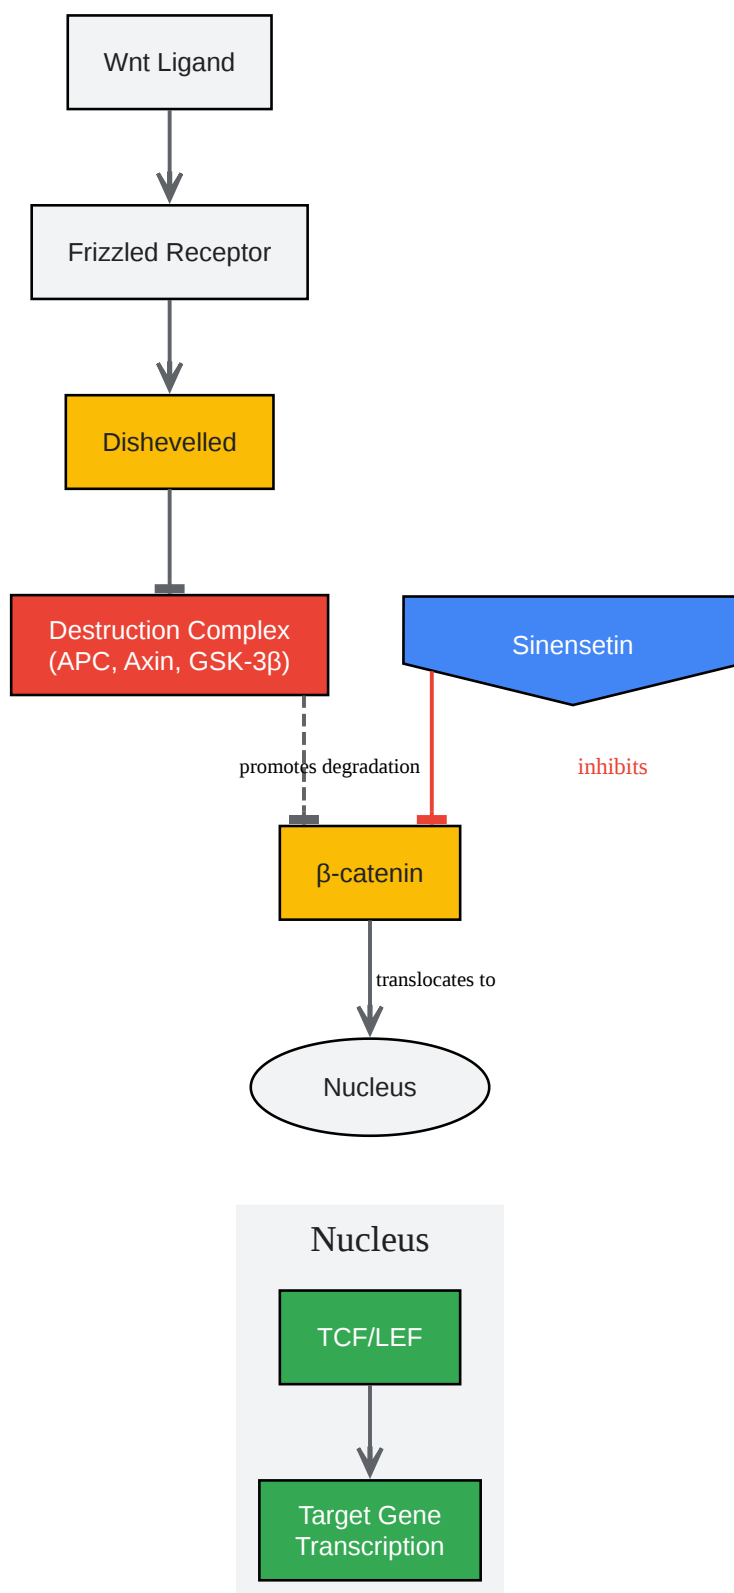 Wnt Ligand
Frizzled Receptor
Dishevelled
Destruction Complex
(APC, Axin, GSK-3β)
Sinensetin
promotes degradation
inhibits
β-catenin
translocates to
Nucleus
Nucleus
TCF/LEF
Target Gene
Transcription